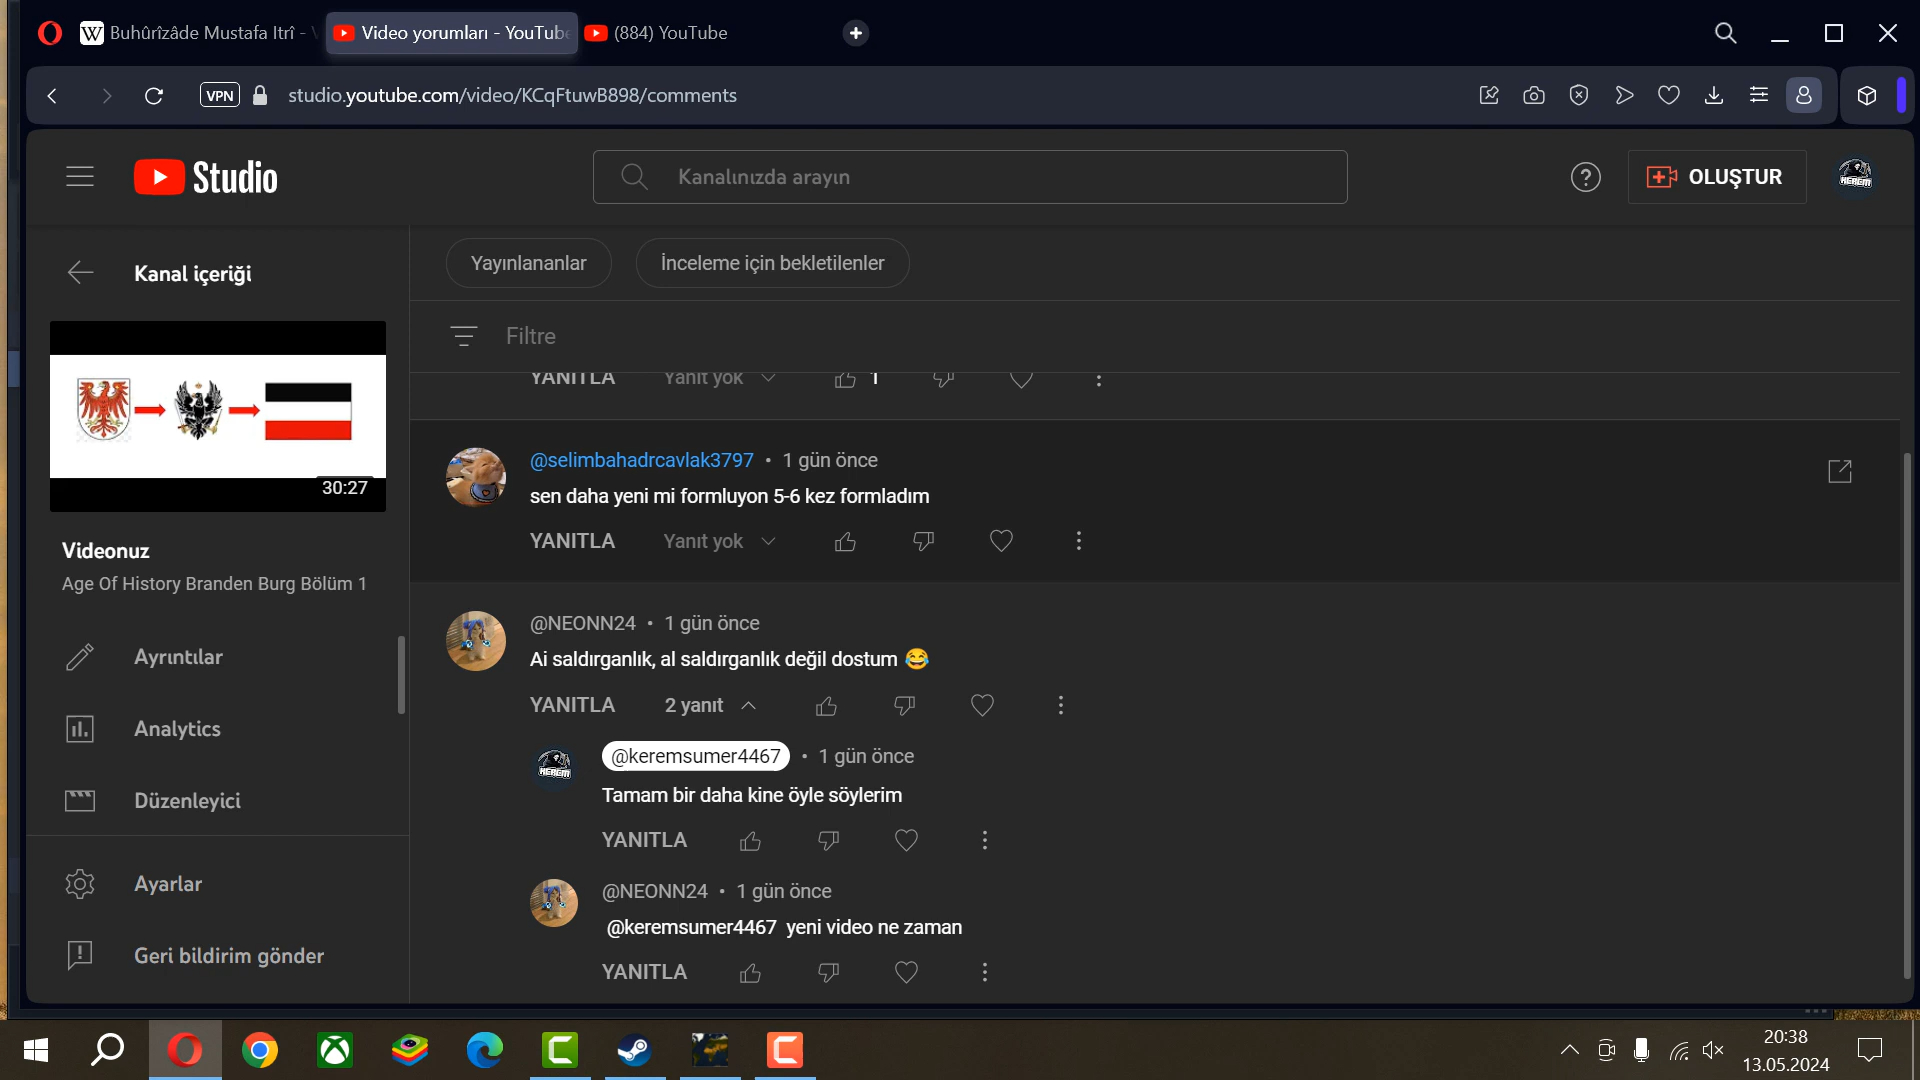 Buhûrîzâde Mustafa Itrî -
Video yorumları - YouTube
(884) YouTube
VPN
studio.youtube.com/video/KCqFtuwB898/comments
Studio
Kanalınızda arayın
OLUŞTUR
KEREM
Kanal içeriği
30:27
Videonuz
Age Of History Branden Burg Bölüm 1
Ayrıntılar
Analytics
Düzenleyici
Ayarlar
Geri bildirim gönder
Yayınlananlar
İnceleme için bekletilenler
Filtre
YANITLA
Yanıt yok
1
@selimbahadrcavlak3797 • 1 gün önce
sen daha yeni mi formluyon 5-6 kez formladım
YANITLA
Yanıt yok
@NEONN24 • 1 gün önce
Ai saldırganlık, al saldırganlık değil dostum 😂
YANITLA
2 yanıt
KEREM
@keremsumer4467 • 1 gün önce
Tamam bir daha kine öyle söylerim
YANITLA
@NEONN24 • 1 gün önce
@keremsumer4467 yeni video ne zaman
YANITLA
20:38
13.05.2024